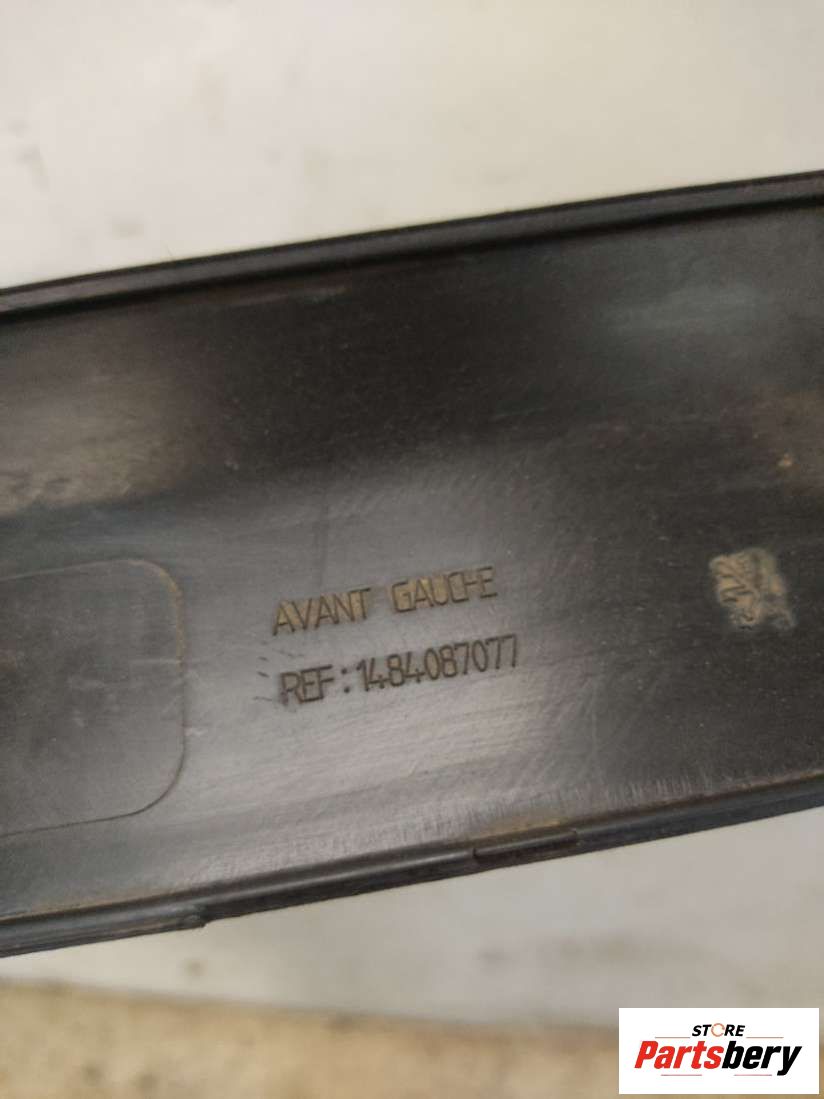 AVANT GAUCHE
REF:1484087077
STORE
Partsbery